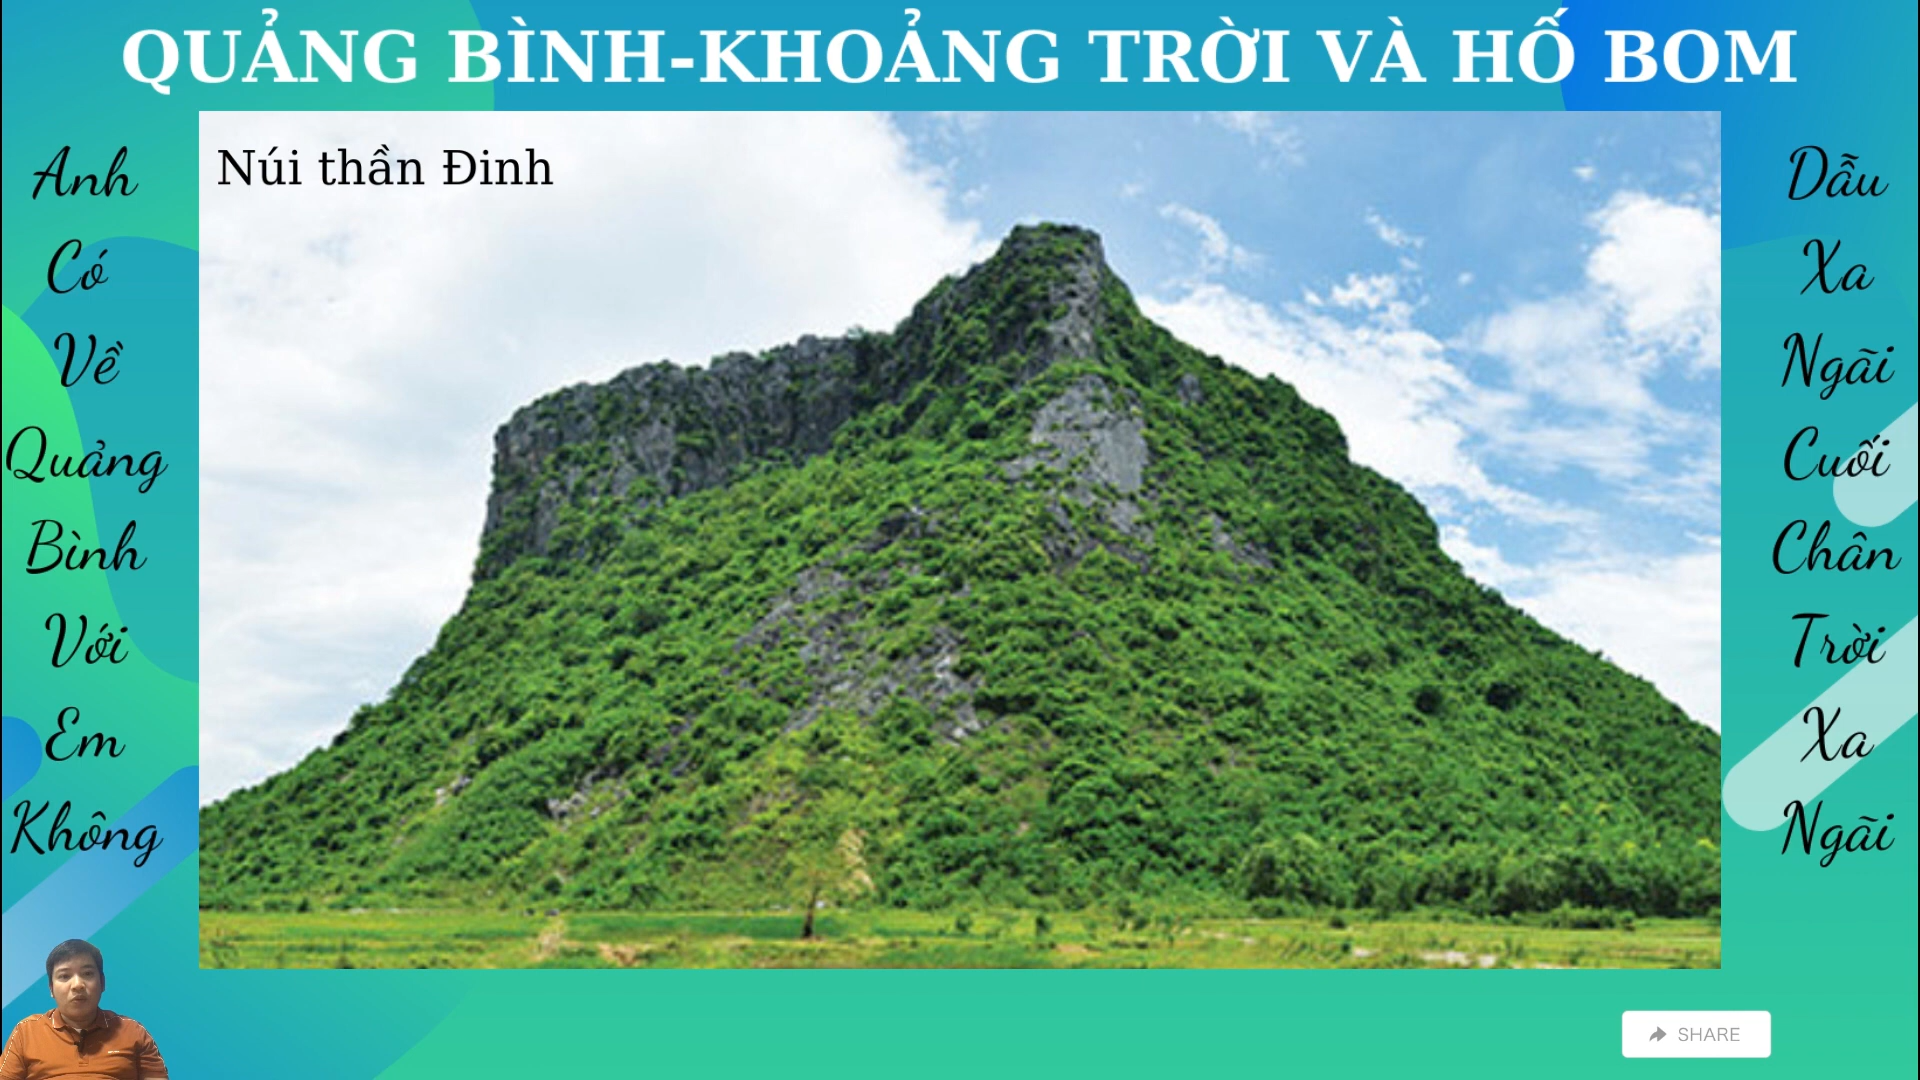 QUẢNG BÌNH-KHOẢNG TRỜI VÀ HỐ BOM
Núi thần Đinh
Anh
Có
Về
Quảng
Bình
Với
Em
Không
Dẫu
Xa
Ngãi
Cuối
Chân
Trời
Xa
Ngãi
SHARE